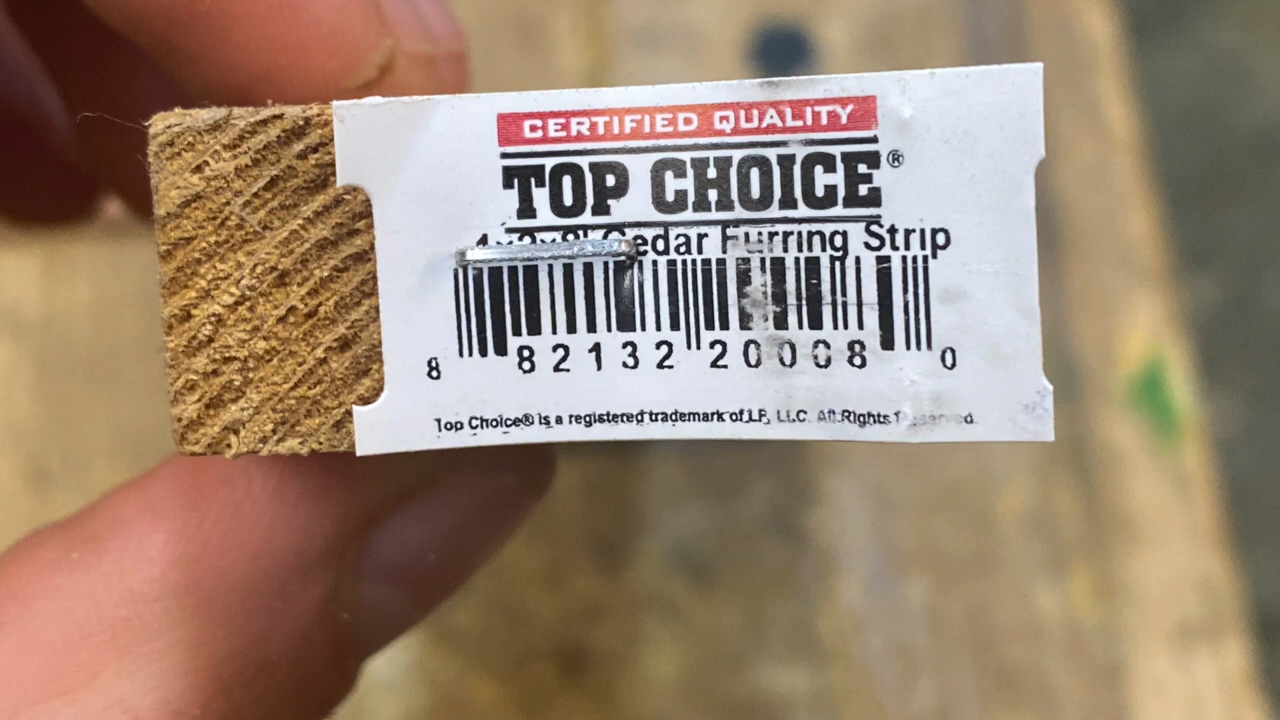 CERTIFIED QUALITY
TOP CHOICE®
1x2x8' Cedar Furring Strip
8 82132 20008 0
Top Choice® is a registered trademark of LF, LLC. All Rights Reserved.